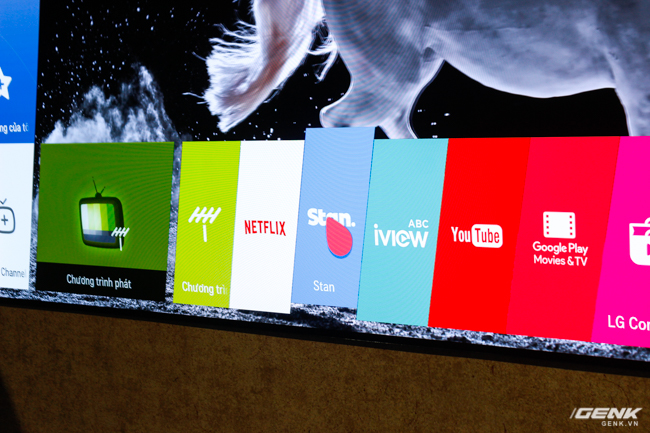 ng của tô
Channel
Chương trình phát
Chương trìn
NETFLIX
Stan.
Stan
ABC
iview
YouTube
Google Play
Movies & TV
LG Con
GENK
GENK.VN